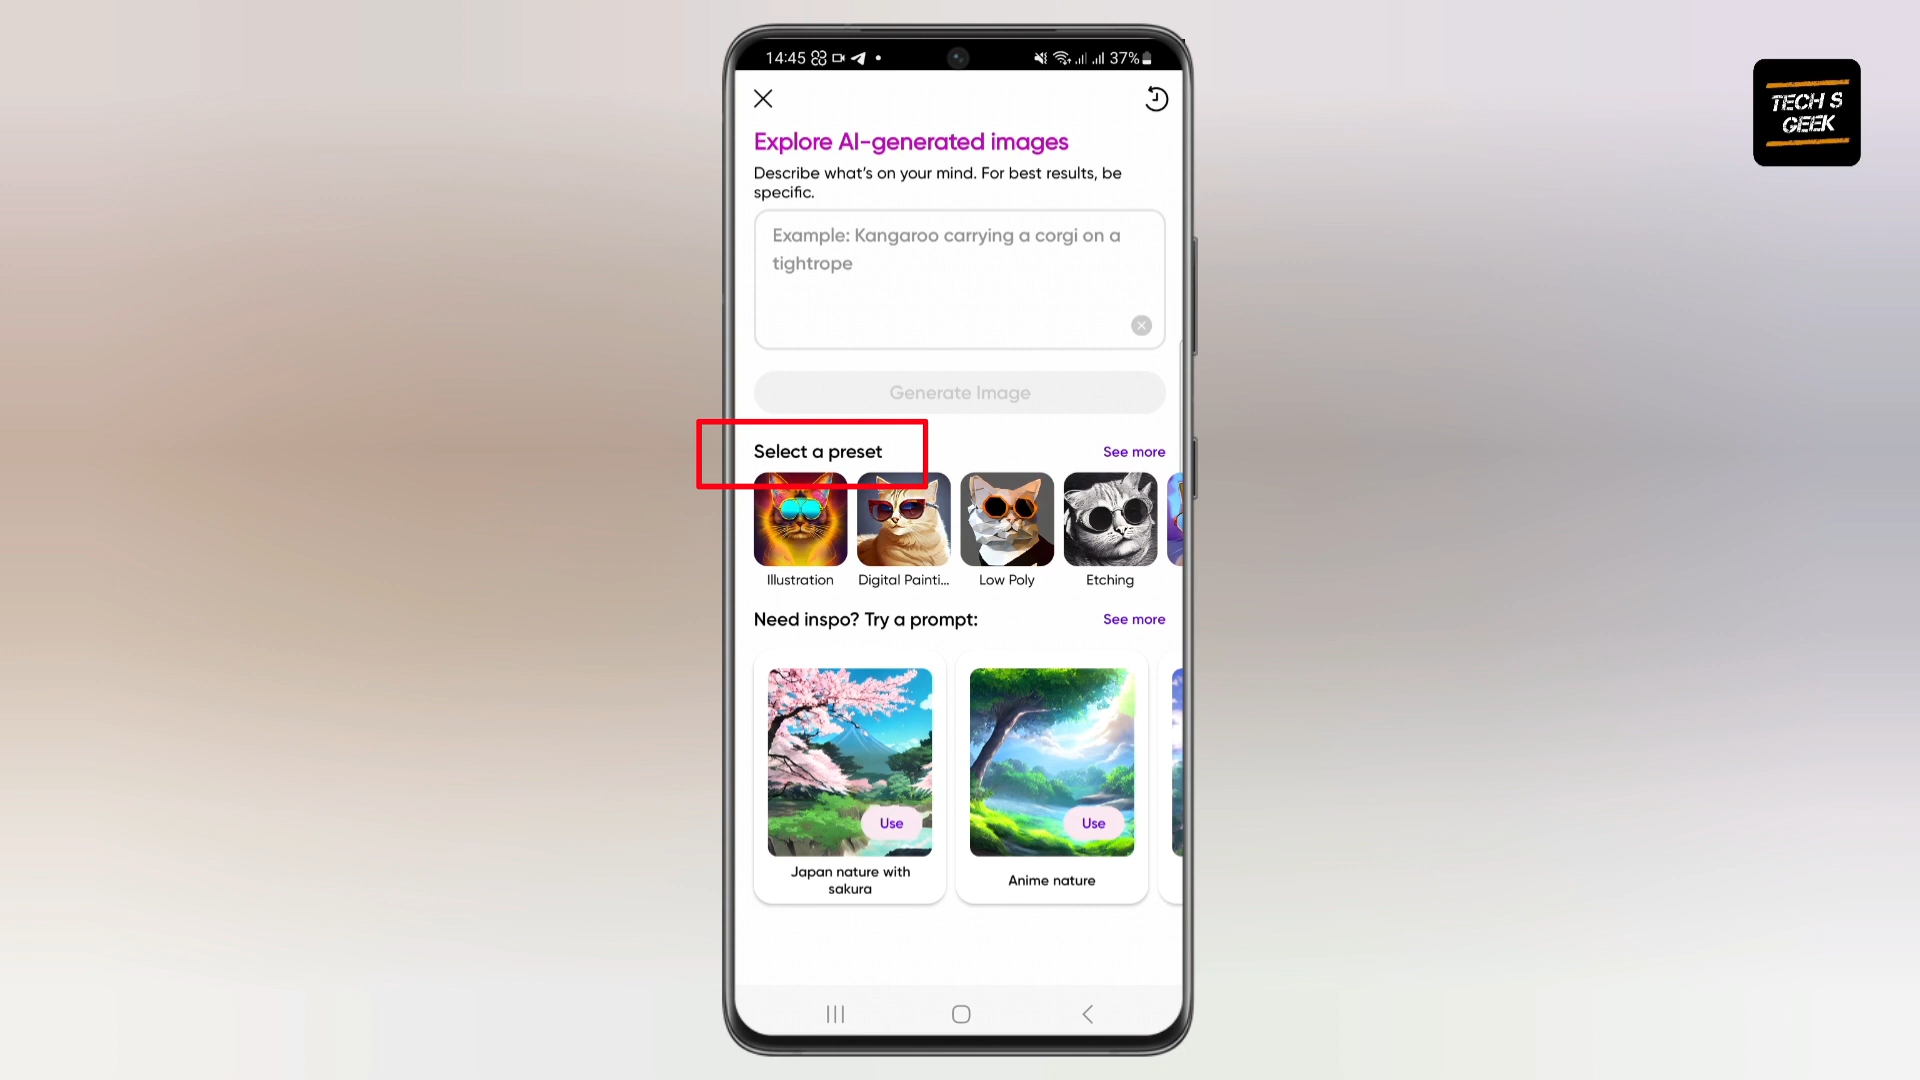 14:45
37%
TECH S
GEEK
Explore AI-generated images
Describe what's on your mind. For best results, be
specific.
Example: Kangaroo carrying a corgi on a
tightrope
Generate Image
Select a preset
See more
Illustration
Digital Painti...
Low Poly
Etching
Need inspo? Try a prompt:
See more
Use
Use
Japan nature with
sakura
Anime nature